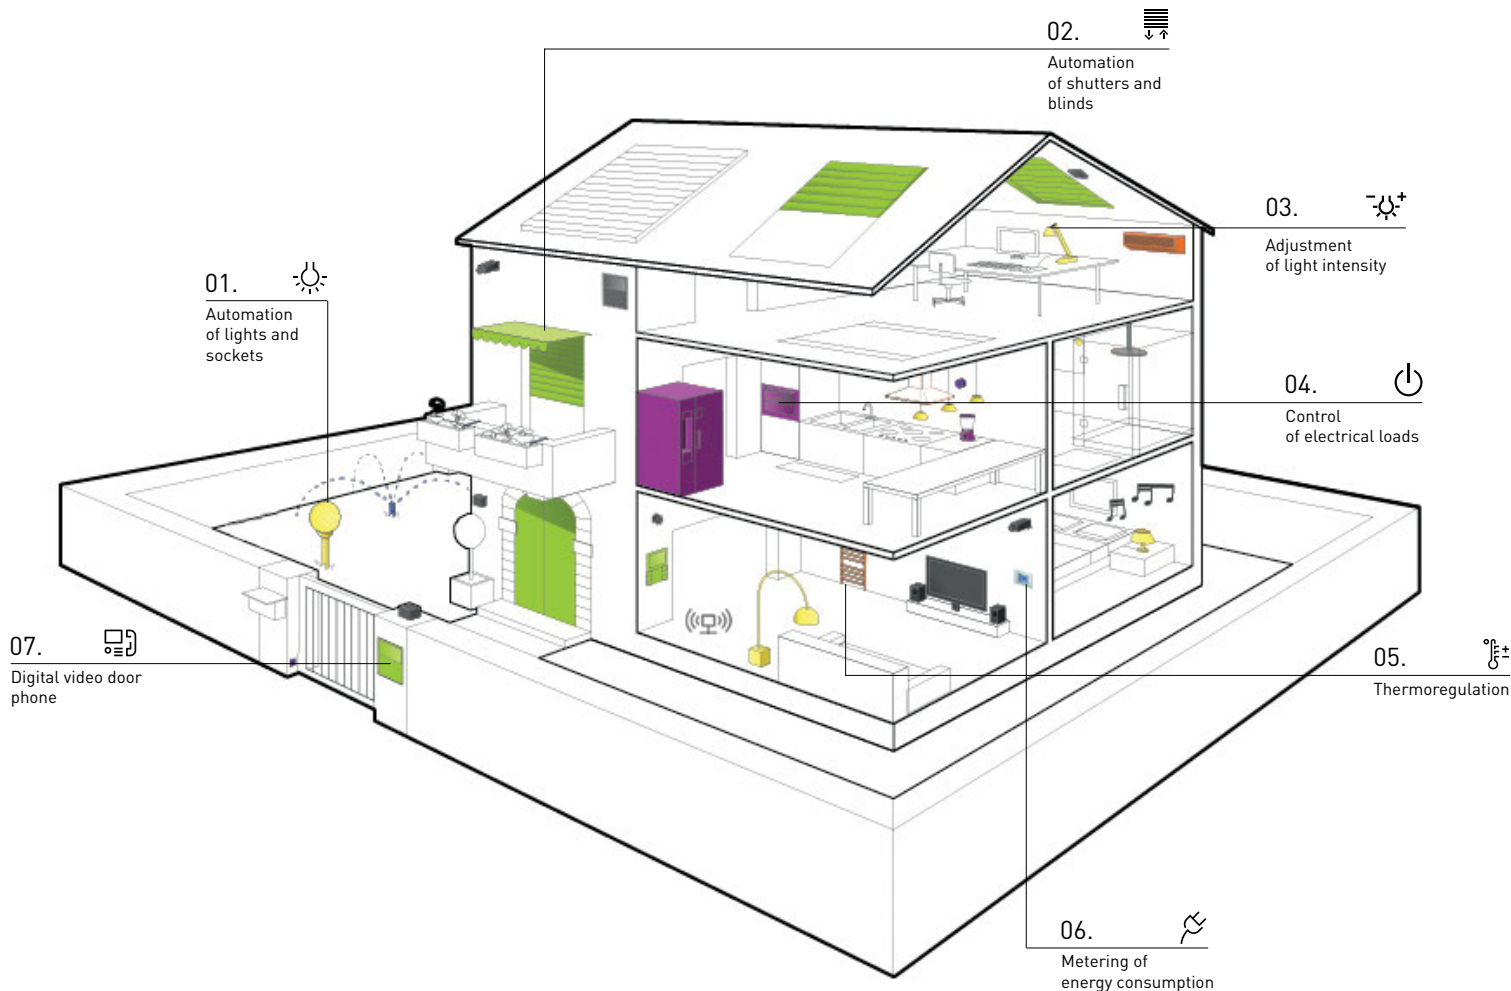 01.
Automation
of lights and
sockets
02.
Automation
of shutters and
blinds
03.
Adjustment
of light intensity
04.
Control
of electrical loads
05.
Thermoregulation
06.
Metering of
energy consumption
07.
Digital video door
phone